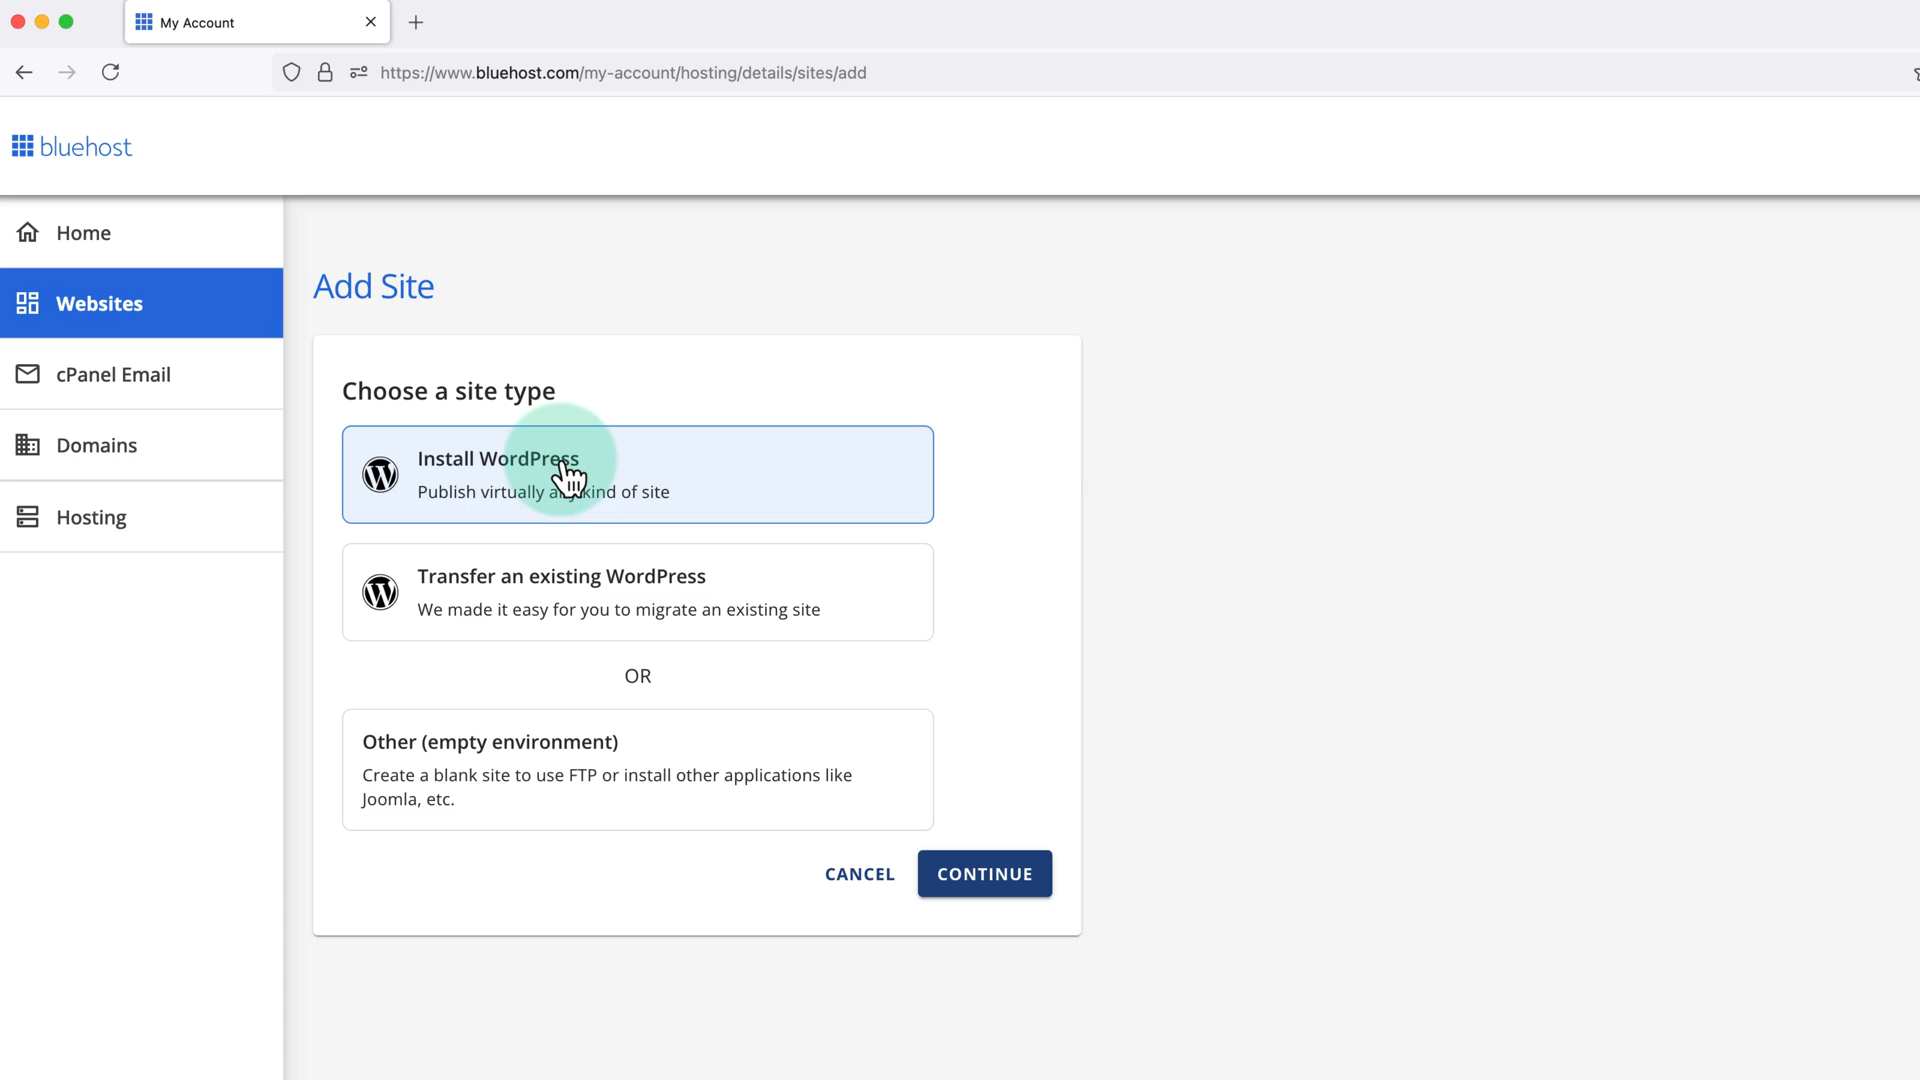 My Account
https://www.bluehost.com/my-account/hosting/details/sites/add
bluehost
Home
Websites
cPanel Email
Domains
Hosting
Add Site
Choose a site type
Install WordPress
Publish virtually any kind of site
Transfer an existing WordPress
We made it easy for you to migrate an existing site
OR
Other (empty environment)
Create a blank site to use FTP or install other applications like
Joomla, etc.
CANCEL
CONTINUE